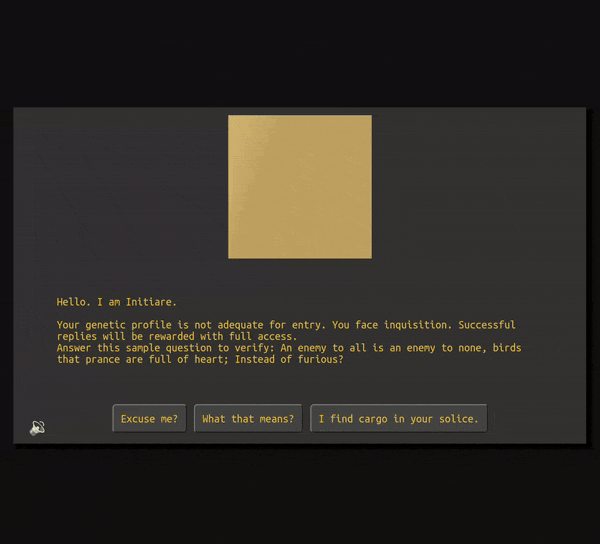 Hello. I am Initiare.
Your genetic profile is not adequate for entry. You face inquisition. Successful
replies will be rewarded with full access.
Answer this sample question to verify: An enemy to all is an enemy to none, birds
that prance are full of heart; Instead of furious?
Excuse me? What that means? I find cargo in your solice.